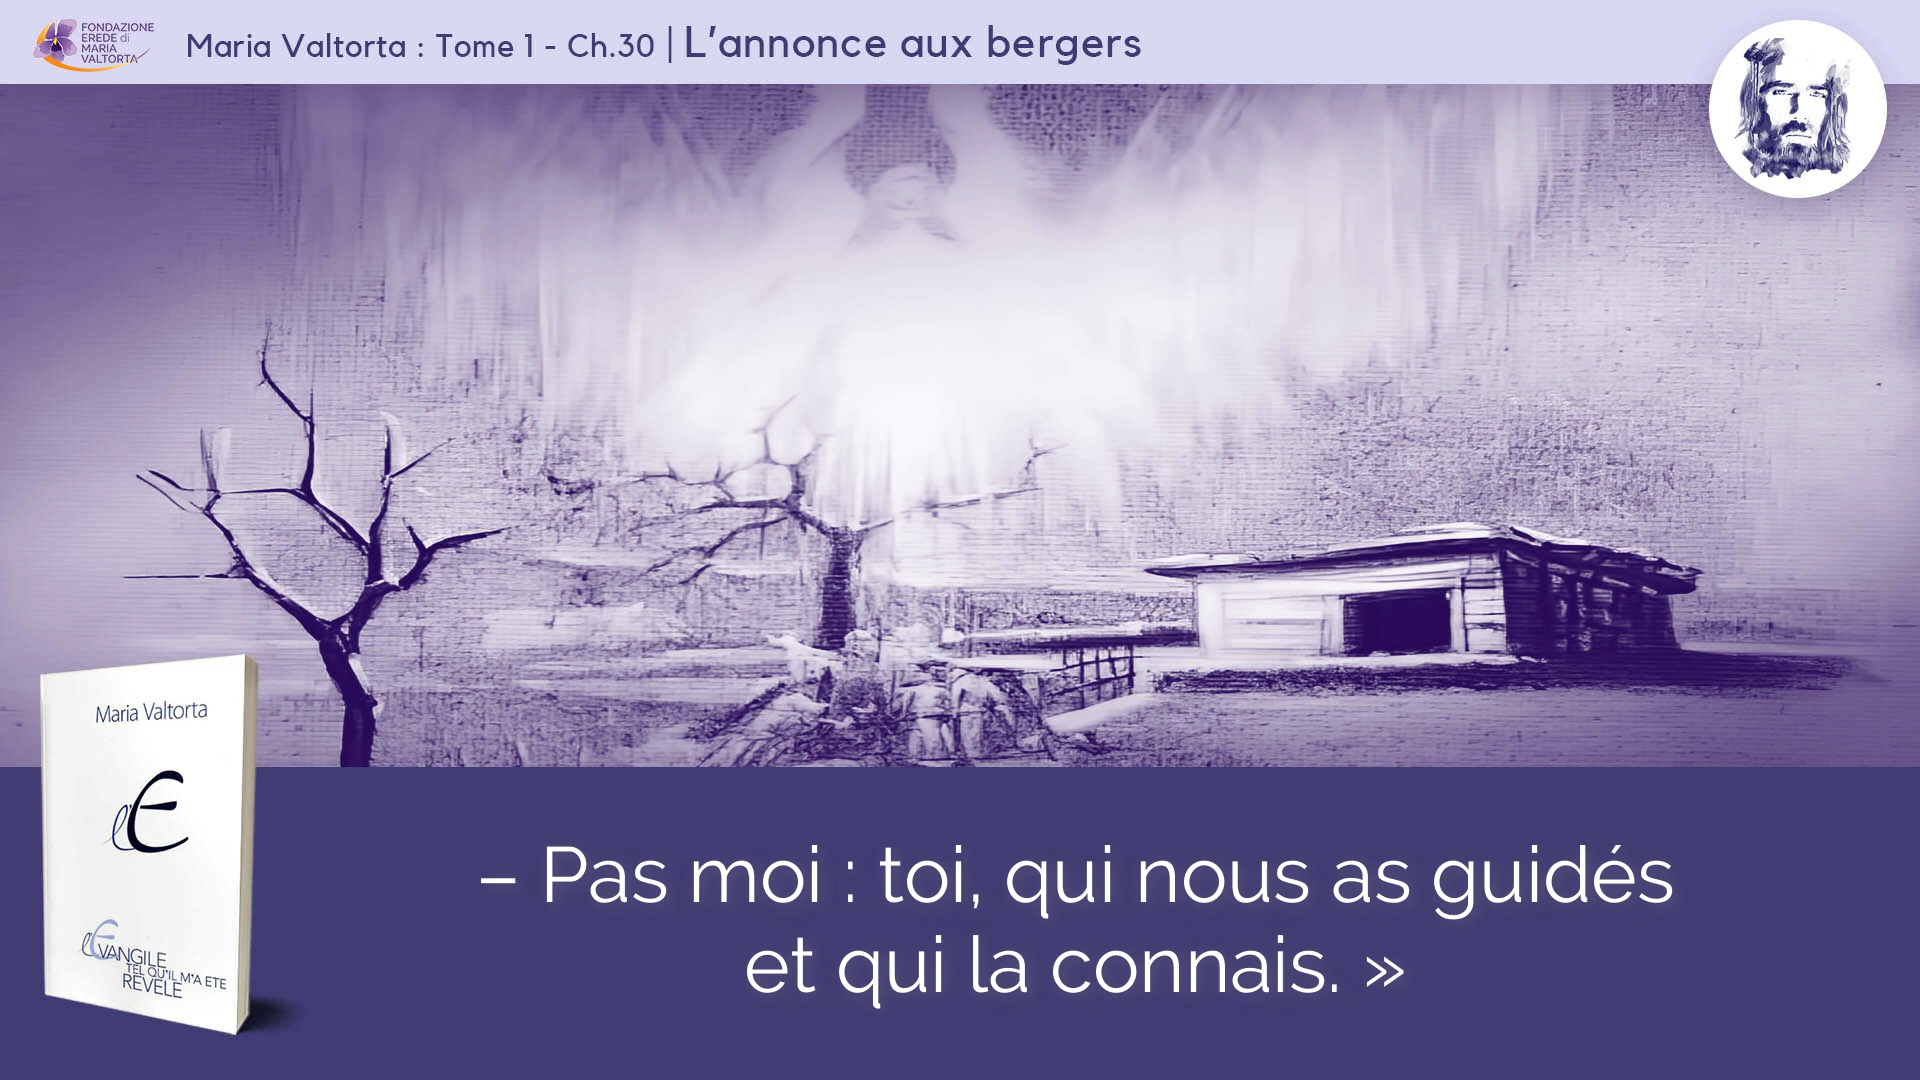 FONDAZIONE
EREDE di
MARIA
VALTORTA
Maria Valtorta : Tome 1 - Ch.30 | L'annonce aux bergers
Maria Valtorta
l'E
l'EVANGILE
TEL QU'IL M'A ETE
REVELE
– Pas moi : toi, qui nous as guidés
et qui la connais. »